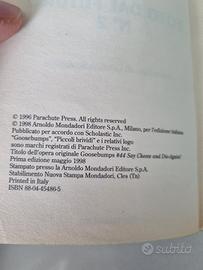 © 1996 Parachute Press. All rights reserved
© 1998 Arnoldo Mondadori Editore S.p.A., Milano, per l'edizione italiana
Pubblicato per accordo con Scholastic Inc.
"Goosebumps", "Piccoli brividi" e i relativi logo
sono marchi registrati di Parachute Press Inc.
Titolo dell'opera originale Goosebumps #44 Say Cheese and Die-Again!
Prima edizione maggio 1998
Stampato presso la Arnoldo Mondadori Editore S.p.A.
Stabilimento Nuova Stampa Mondadori, Cles (Tn)
Printed in Italy
ISBN 88-04-45486-5
subito